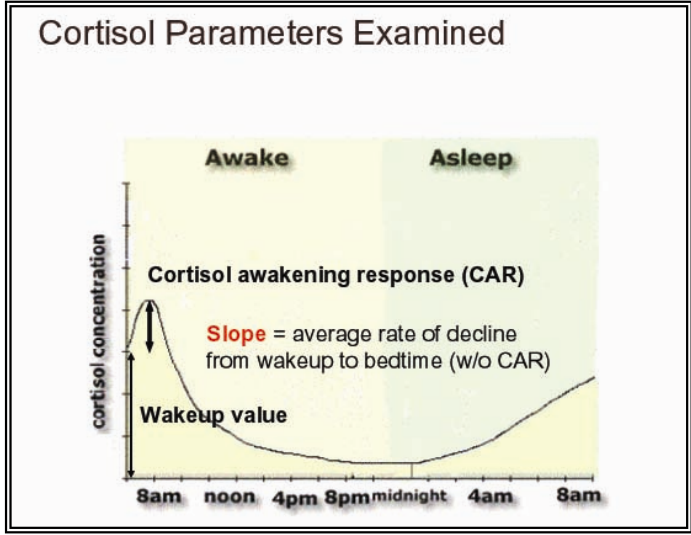 Cortisol Parameters Examined
Awake Asleep
cortisol concentration
Cortisol awakening response (CAR)
Slope = average rate of decline
from wakeup to bedtime (w/o CAR)
Wakeup value
8am noon 4pm 8pm midnight 4am 8am